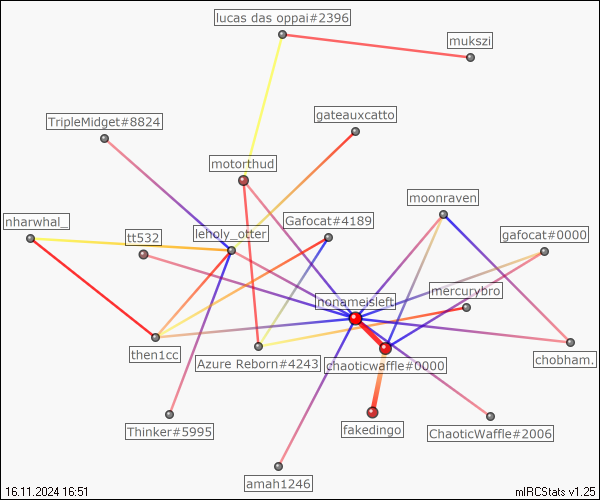 lucas das oppai#2396
mukszi
TripleMidget#8824
gateauxcatto
motorthud
moonraven
nharwhal_
tt532
leholy_otter
Gafocat#4189
gafocat#0000
nonameisleft
mercurybro
then1cc
Azure Reborn#4243
chaoticwaffle#0000
chobham.
Thinker#5995
fakedingo
ChaoticWaffle#2006
amah1246
16.11.2024 16:51
mIRCStats v1.25